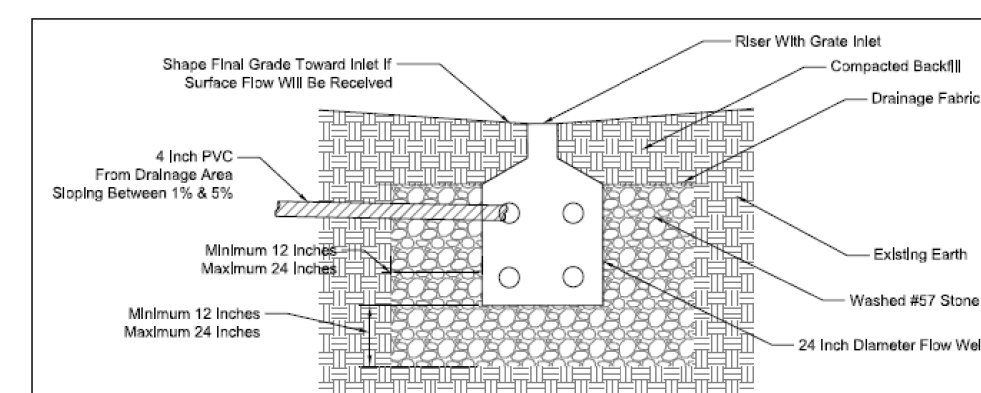 Riser With Grate Inlet
Shape Final Grade Toward Inlet If
Surface Flow Will Be Received
Compacted Backfill
Drainage Fabric
4 Inch PVC
From Drainage Area
Sloping Between 1% & 5%
Minimum 12 Inches
Maximum 24 Inches
Existing Earth
Washed #57 Stone
Minimum 12 Inches
Maximum 24 Inches
24 Inch Diameter Flow Wel